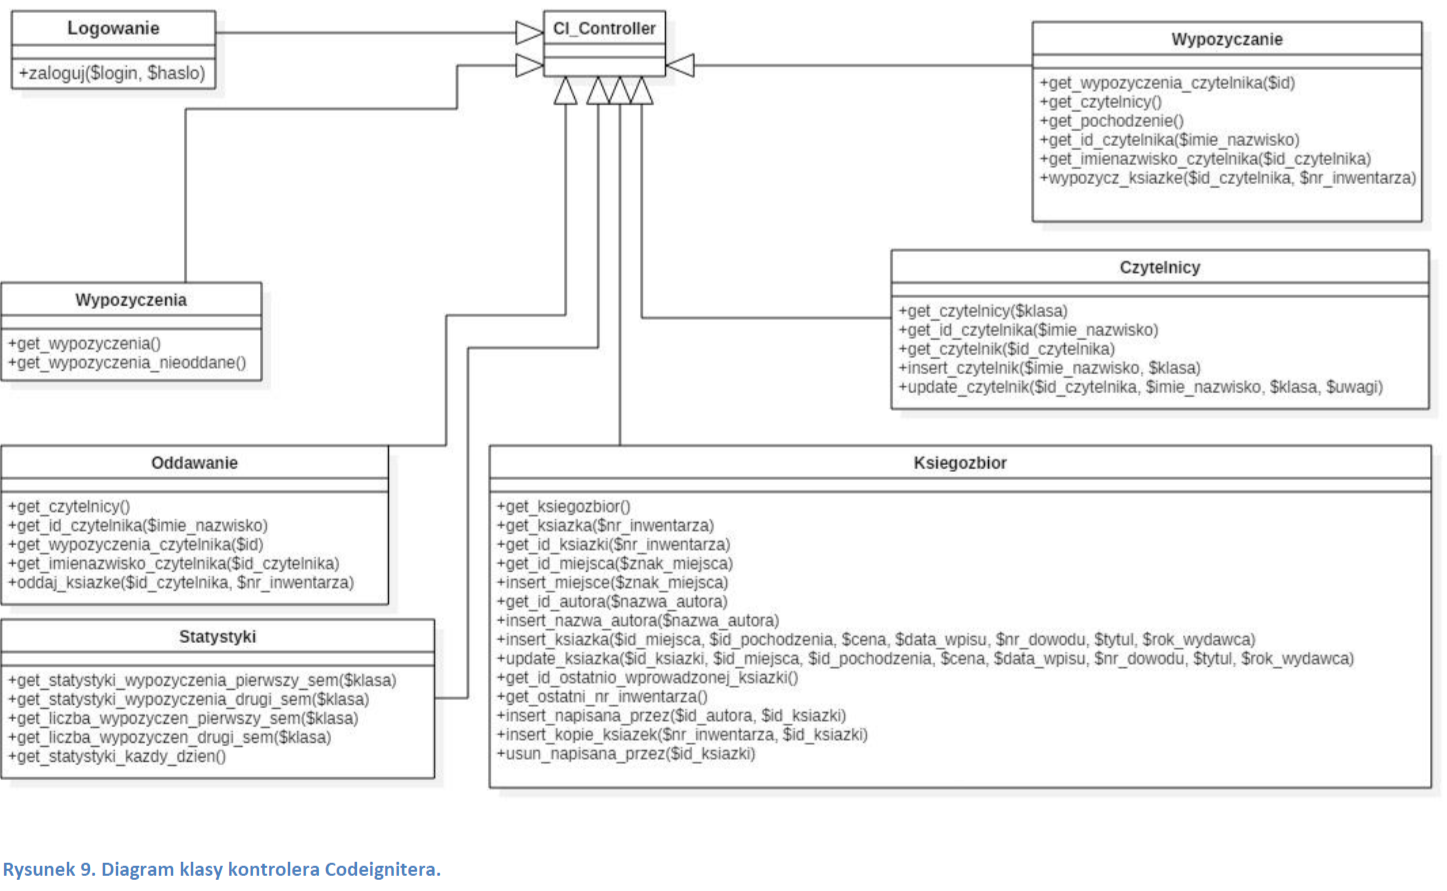 Logowanie
+zaloguj($login, $haslo)
CI_Controller
Wypozyczanie
+get_wypozyczenia_czytelnika($id)
+get_czytelnicy()
+get_pochodzenie()
+get_id_czytelnika($imie_nazwisko)
+get_imienazwisko_czytelnika($id_czytelnika)
+wypozycz_ksiazke($id_czytelnika, $nr_inwentarza)
Wypozyczenia
+get_wypozyczenia()
+get_wypozyczenia_nieoddane()
Czytelnicy
+get_czytelnicy($klasa)
+get_id_czytelnika($imie_nazwisko)
+get_czytelnik($id_czytelnika)
+insert_czytelnik($imie_nazwisko, $klasa)
+update_czytelnik($id_czytelnika, $imie_nazwisko, $klasa, $uwagi)
Oddawanie
+get_czytelnicy()
+get_id_czytelnika($imie_nazwisko)
+get_wypozyczenia_czytelnika($id)
+get_imienazwisko_czytelnika($id_czytelnika)
+oddaj_ksiazke($id_czytelnika, $nr_inwentarza)
Statystyki
+get_statystyki_wypozyczenia_pierwszy_sem($klasa)
+get_statystyki_wypozyczenia_drugi_sem($klasa)
+get_liczba_wypozyczen_pierwszy_sem($klasa)
+get_liczba_wypozyczen_drugi_sem($klasa)
+get_statystyki_kazdy_dzien()
Ksiegozbior
+get_ksiegozbior()
+get_ksiazka($nr_inwentarza)
+get_id_ksiazki($nr_inwentarza)
+get_id_miejsca($znak_miejsca)
+insert_miejsce($znak_miejsca)
+get_id_autora($nazwa_autora)
+insert_nazwa_autora($nazwa_autora)
+insert_ksiazka($id_miejsca, $id_pochodzenia, $cena, $data_wpisu, $nr_dowodu, $tytul, $rok_wydawca)
+update_ksiazka($id_ksiazki, $id_miejsca, $id_pochodzenia, $cena, $data_wpisu, $nr_dowodu, $tytul, $rok_wydawca)
+get_id_ostatnio_wprowadzonej_ksiazki()
+get_ostatni_nr_inwentarza()
+insert_napisana_przez($id_autora, $id_ksiazki)
+insert_kopie_ksiazek($nr_inwentarza, $id_ksiazki)
+usun_napisana_przez($id_ksiazki)
Rysunek 9. Diagram klasy kontrolera Codeignitera.